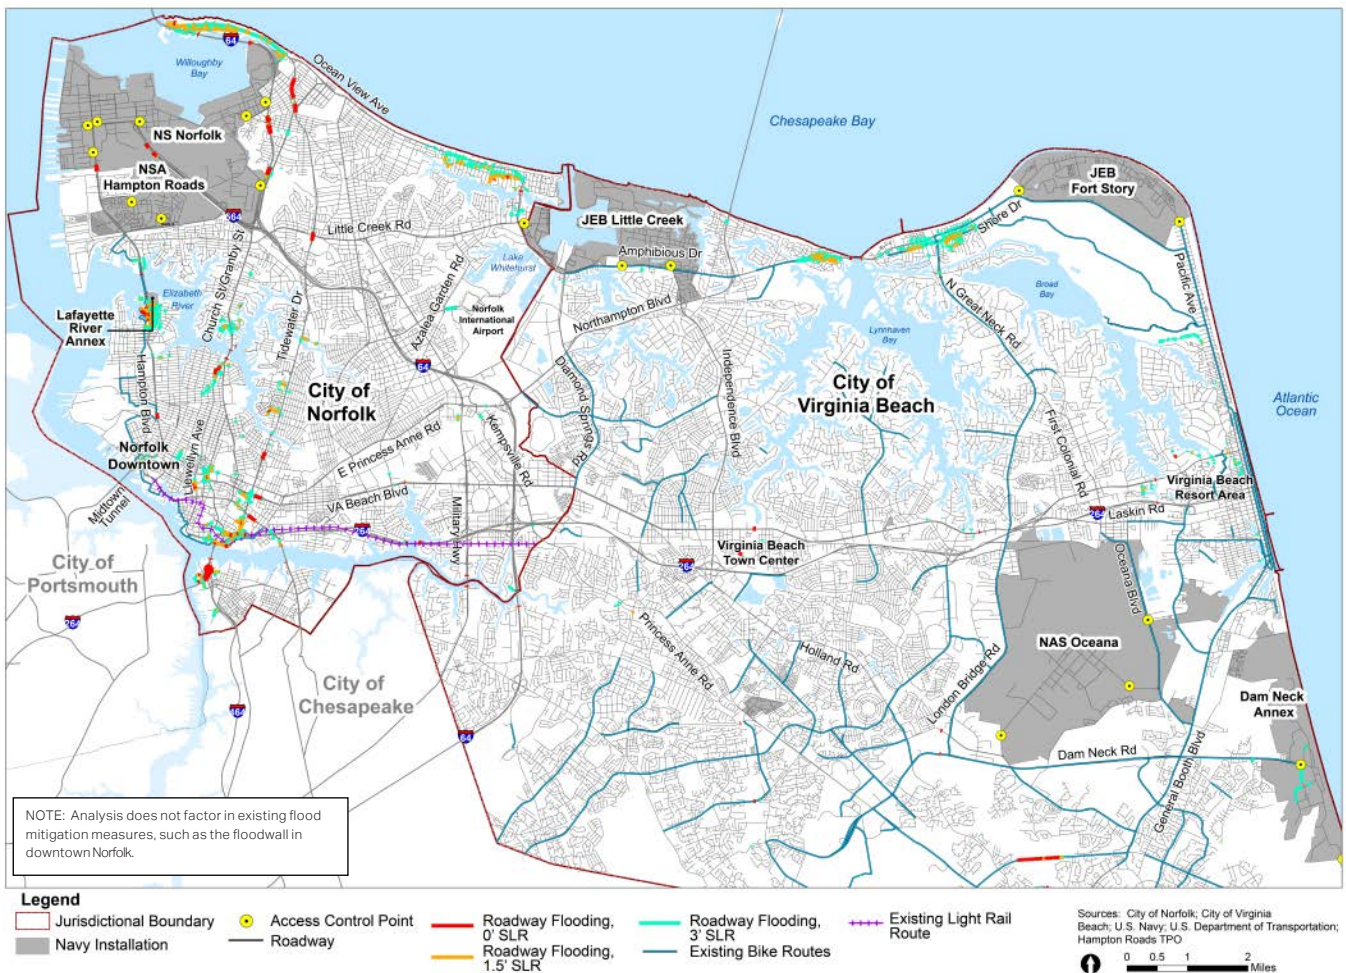 64
Willoughby
Bay
Ocean View Ave
Chesapeake Bay
NS Norfolk
NSA
Hampton Roads
JEB
Fort Story
564
Little Creek Rd
JEB Little Creek
Shore Dr
Amphibious Dr
Lake
Whitehurst
Pacific Ave
Church St/Granby St
Elizabeth
River
Tidewater Dr
Azalea Garden Rd
Norfolk
International
Airport
Northampton Blvd
N Great Neck Rd
Broad
Bay
Lafayette
River
Annex
Lynnhaven
Bay
Hampton Blvd
64
Diamond Springs Rd
Independence Blvd
City of
Norfolk
City of
Virginia Beach
Atlantic
Ocean
First Colonial Rd
Norfolk
Downtown
Llewellyn Ave
E Princess Anne Rd
Kempsville Rd
Midtown
Tunnel
VA Beach Blvd
Military Hwy
Virginia Beach
Resort Area
Laskin Rd
264
264
City of
Portsmouth
Virginia Beach
Town Center
264
Oceana Blvd
264
Princess Anne Rd
Holland Rd
NAS Oceana
London Bridge Rd
City of
Chesapeake
464
64
Dam Neck
Annex
Dam Neck Rd
General Booth Blvd
NOTE: Analysis does not factor in existing flood
mitigation measures, such as the floodwall in
downtown Norfolk.
Legend
Jurisdictional Boundary
Navy Installation
Access Control Point
Roadway
Roadway Flooding,
0' SLR
Roadway Flooding,
1.5' SLR
Roadway Flooding,
3' SLR
Existing Bike Routes
Existing Light Rail
Route
Sources: City of Norfolk; City of Virginia
Beach; U.S. Navy; U.S. Department of Transportation;
Hampton Roads TPO
0 0.5 1 2
Miles